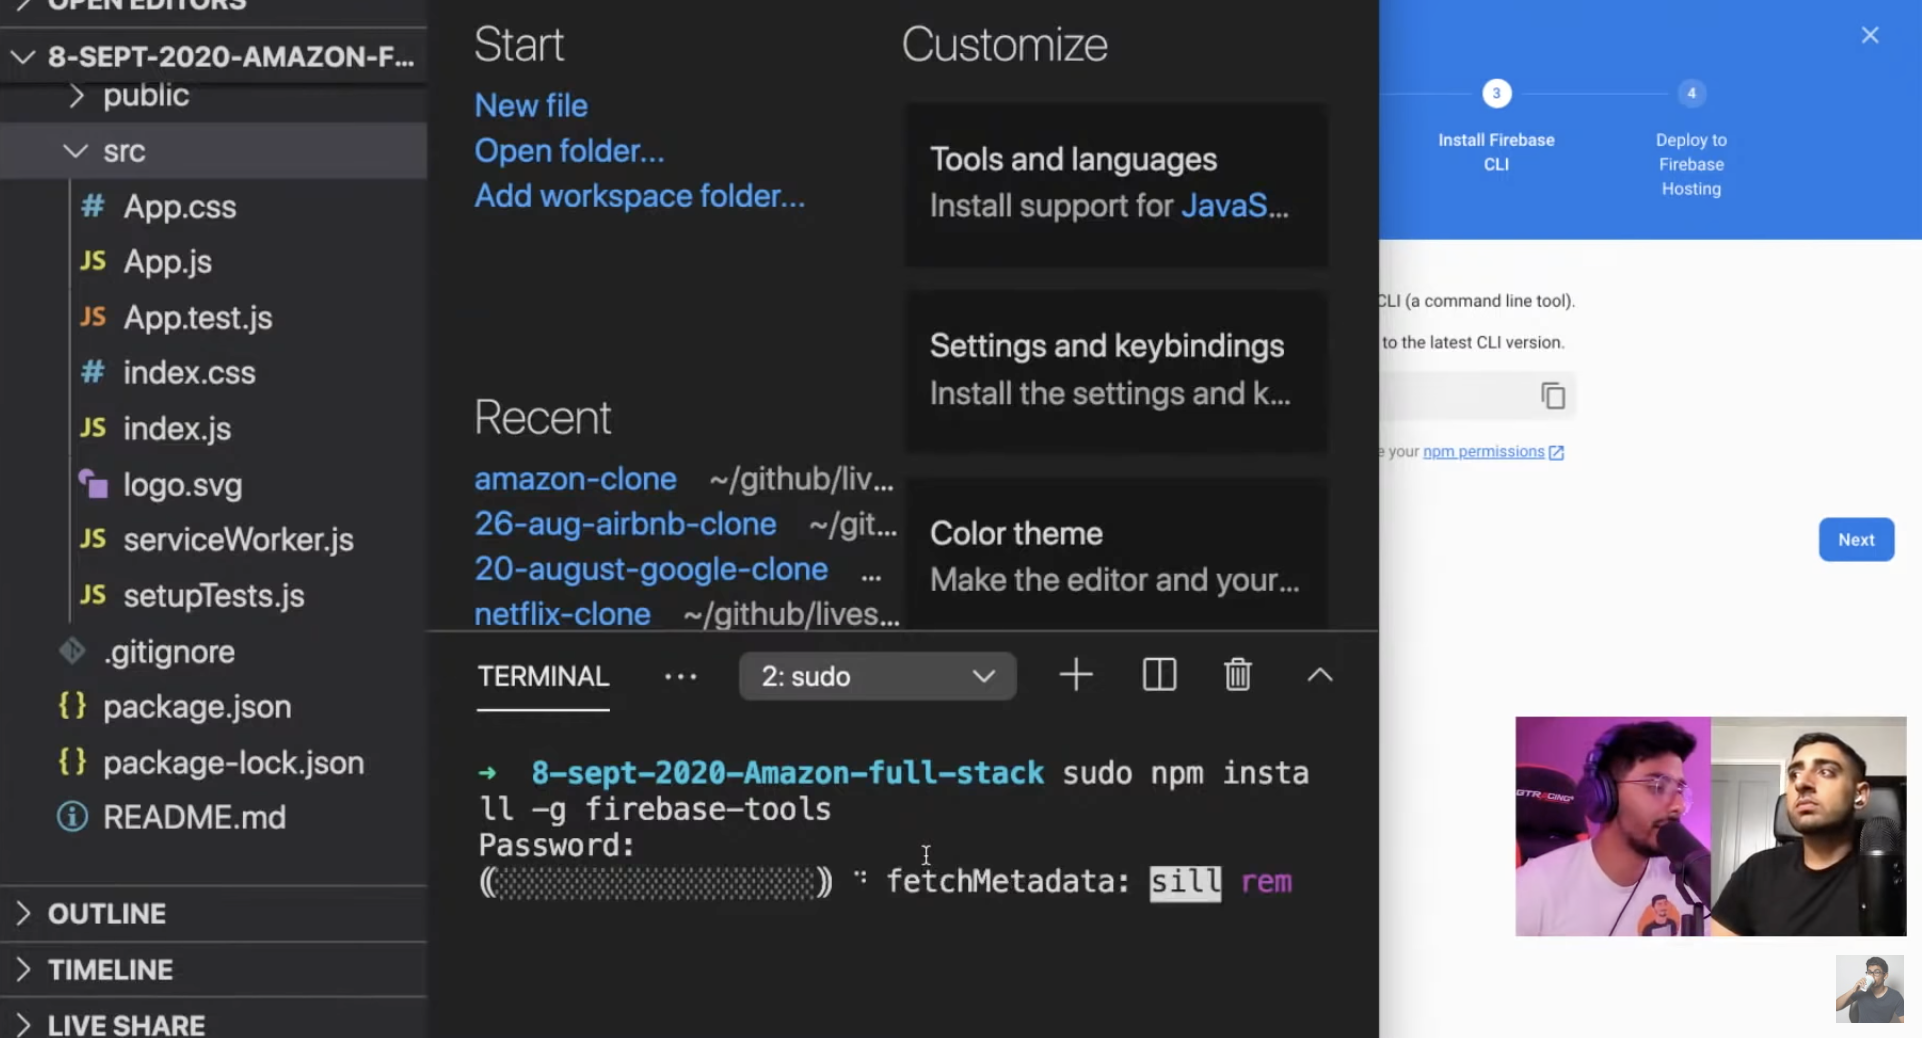 OPEN EDITORS
8-SEPT-2020-AMAZON-F...
public
src
# App.css
JS App.js
JS App.test.js
# index.css
JS index.js
logo.svg
JS serviceWorker.js
JS setupTests.js
.gitignore
{} package.json
{} package-lock.json
README.md
OUTLINE
TIMELINE
LIVE SHARE
Start
New file
Open folder...
Add workspace folder...
Recent
amazon-clone ~/github/liv...
26-aug-airbnb-clone ~/git...
20-august-google-clone ...
netflix-clone ~/github/lives...
Customize
Tools and languages
Install support for JavaS...
Settings and keybindings
Install the settings and k...
Color theme
Make the editor and your...
TERMINAL ... 2: sudo
→ 8-sept-2020-Amazon-full-stack sudo npm insta
ll -g firebase-tools
Password:
fetchMetadata: sill rem
3
Install Firebase
CLI
4
Deploy to
Firebase
Hosting
CLI (a command line tool).
to the latest CLI version.
your npm permissions
Next
GTRACING